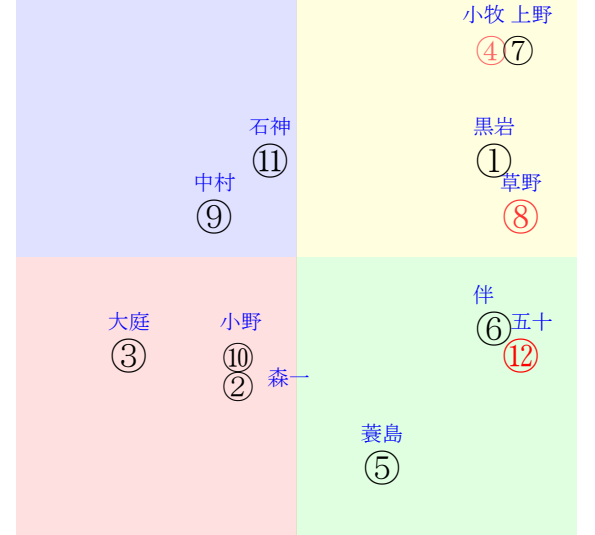 小牧 上野
④⑦
石神
黒岩
⑪
①
中村
草野
⑨
⑧
伴
⑥
五十
⑫
大庭
小野
③
⑩
②
森一
蓑島
⑤